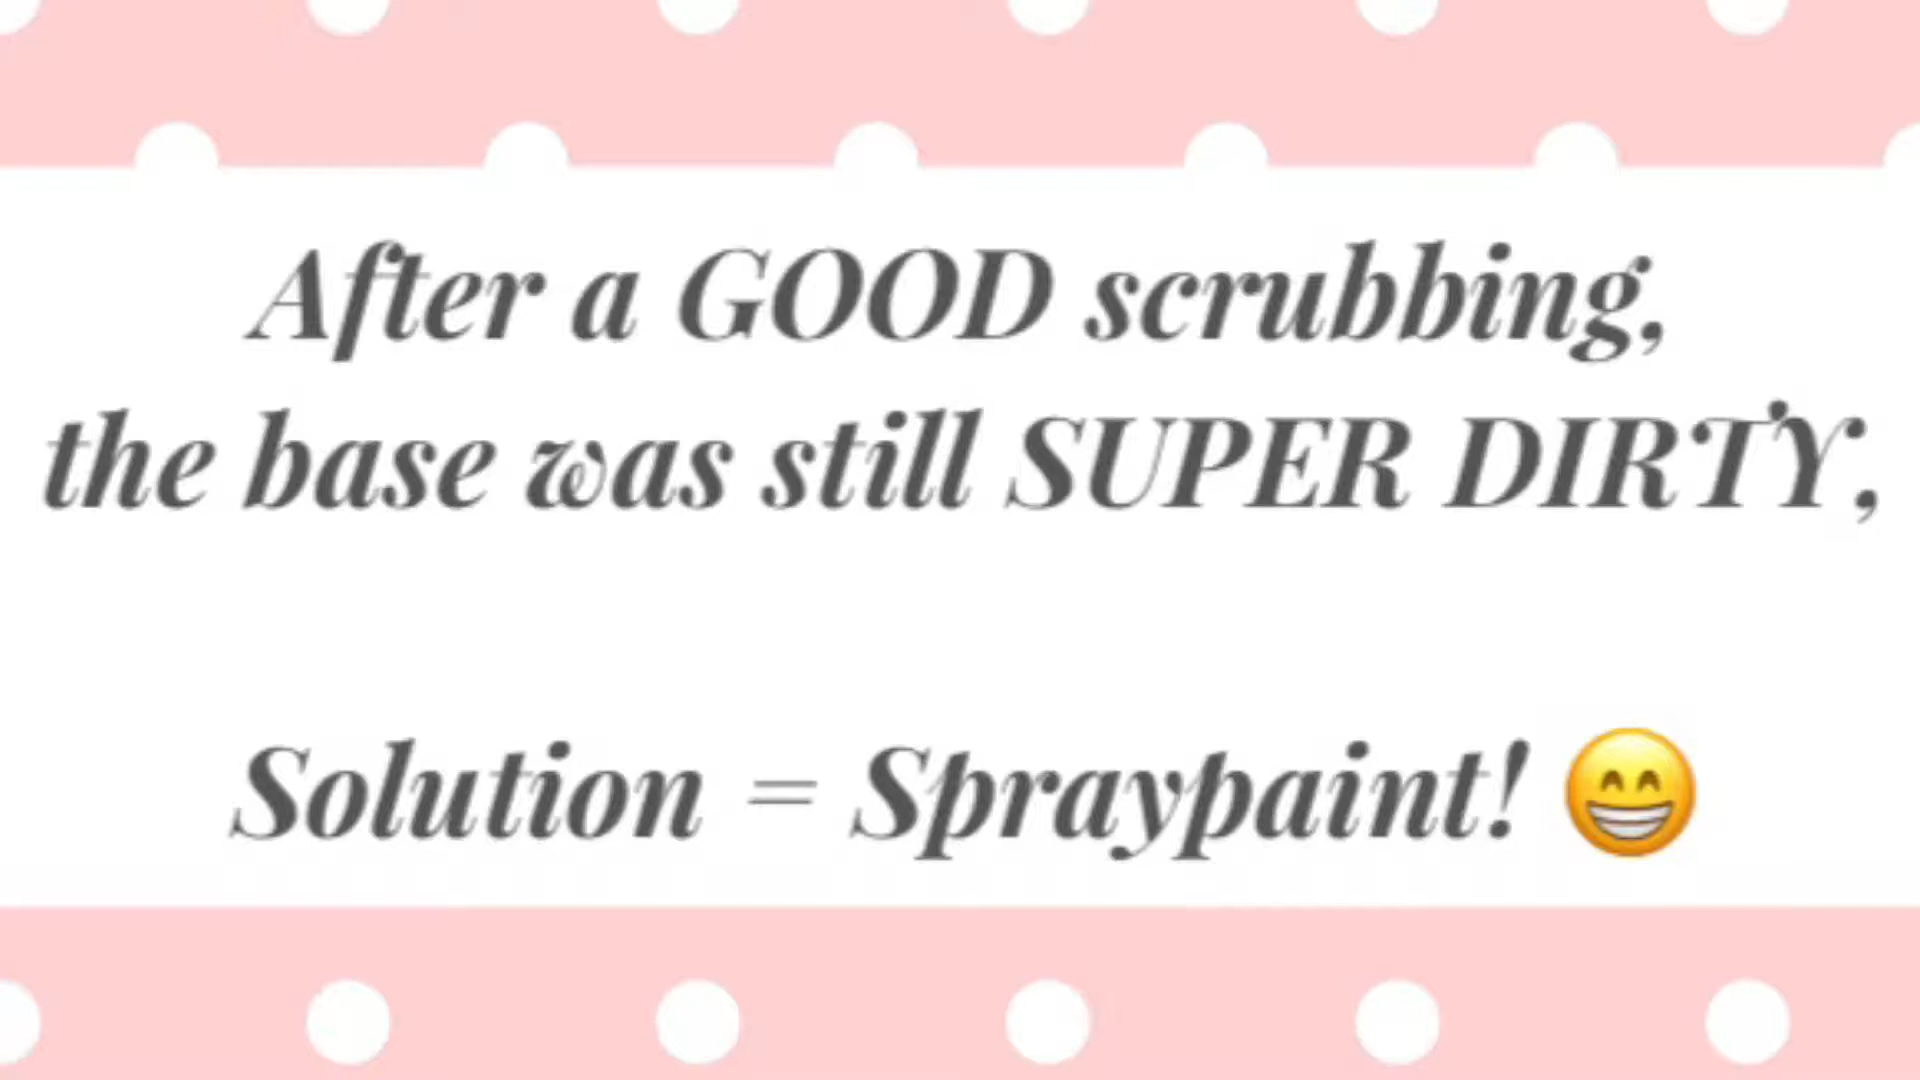 After a GOOD scrubbing,
the base was still SUPER DIRTY,
Solution = Spraypaint! 😁